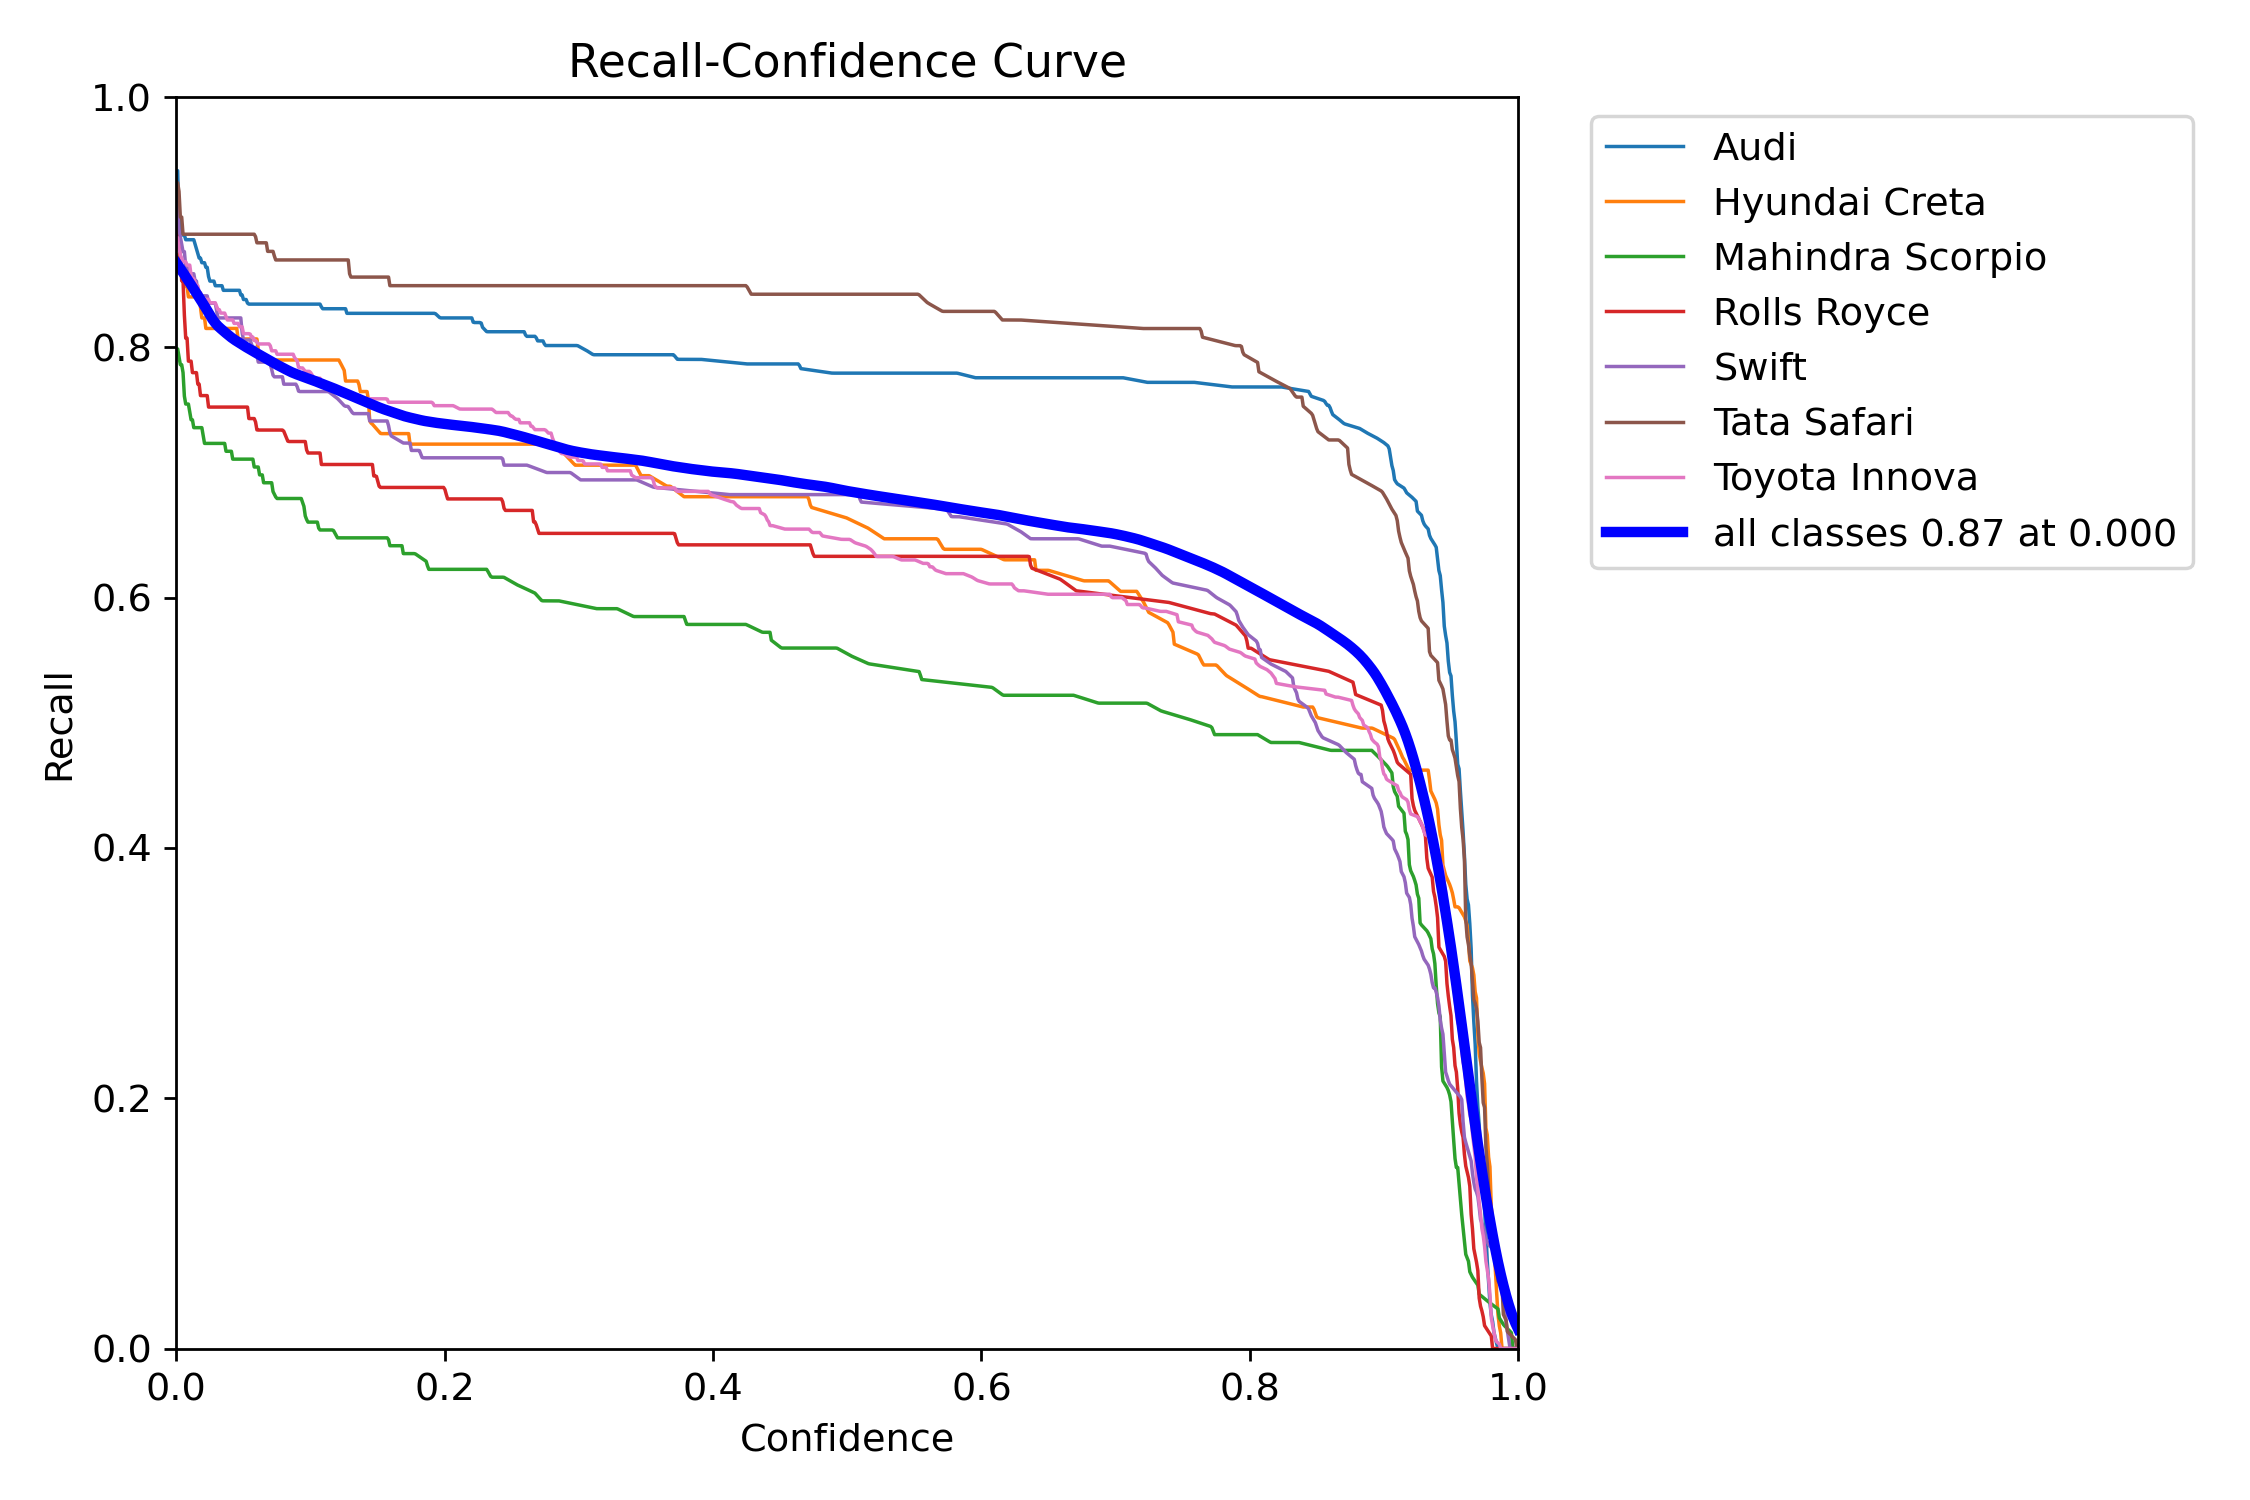 Recall-Confidence Curve
1.0
0.8
0.6
0.4
0.2
0.0
Recall
0.0 0.2 0.4 0.6 0.8 1.0
Confidence
Audi
Hyundai Creta
Mahindra Scorpio
Rolls Royce
Swift
Tata Safari
Toyota Innova
all classes 0.87 at 0.000